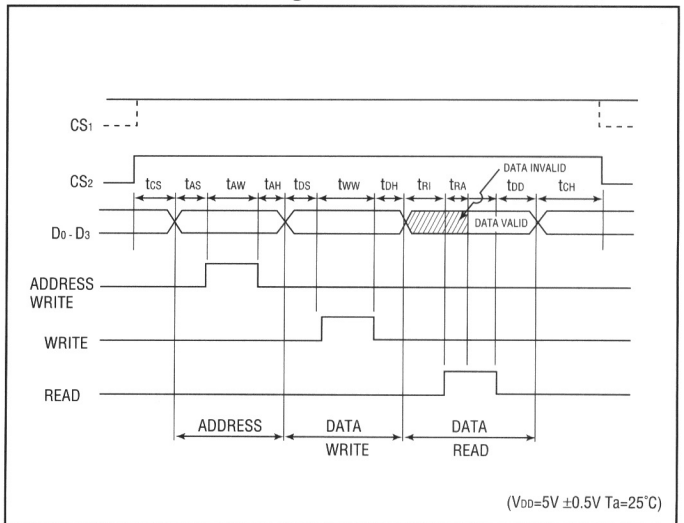 CS1
CS2
tCS tAS tAW tAH tDS tWW tDH tRI tRA tDD tCH
DATA INVALID
D0 - D3
DATA VALID
ADDRESS
WRITE
WRITE
READ
ADDRESS
DATA
WRITE
DATA
READ
(VDD=5V ±0.5V Ta=25°C)